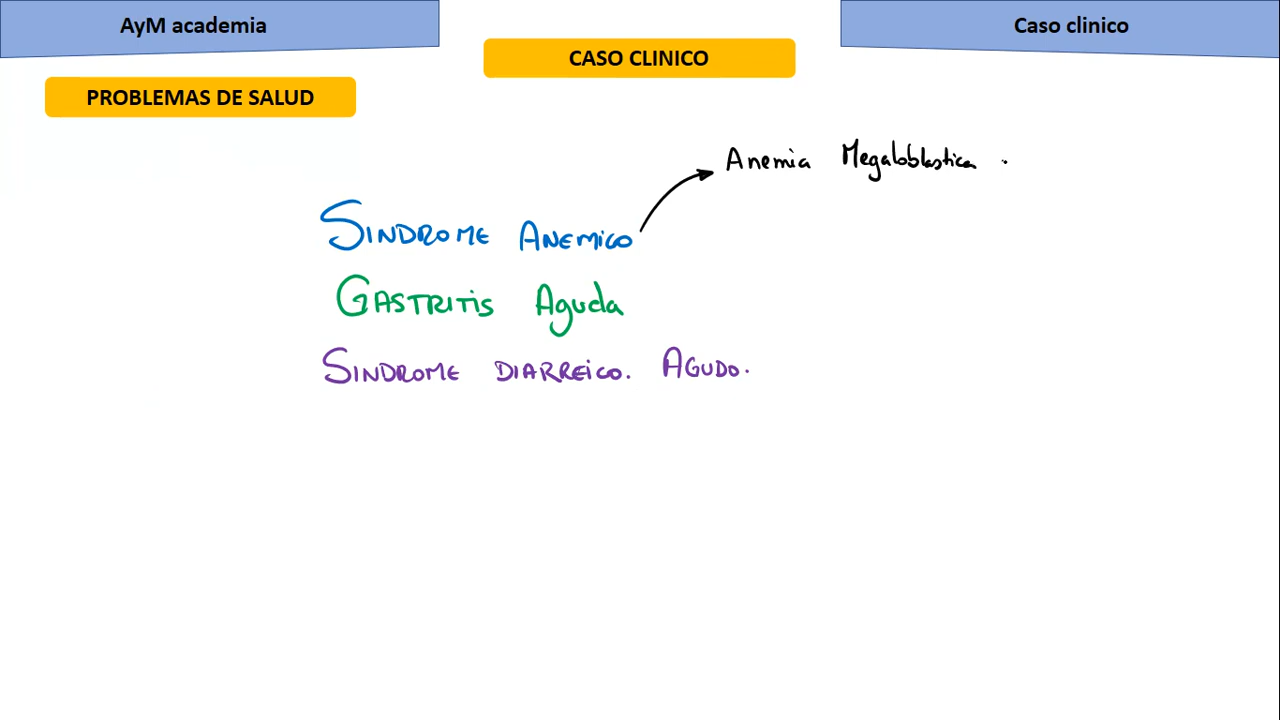 AyM academia
Caso clinico
CASO CLINICO
PROBLEMAS DE SALUD
Anemia Megaloblastica .
SINDROME ANEMICO
GASTRITIS Aguda
SINDROME DIARREICO. AGUDO.